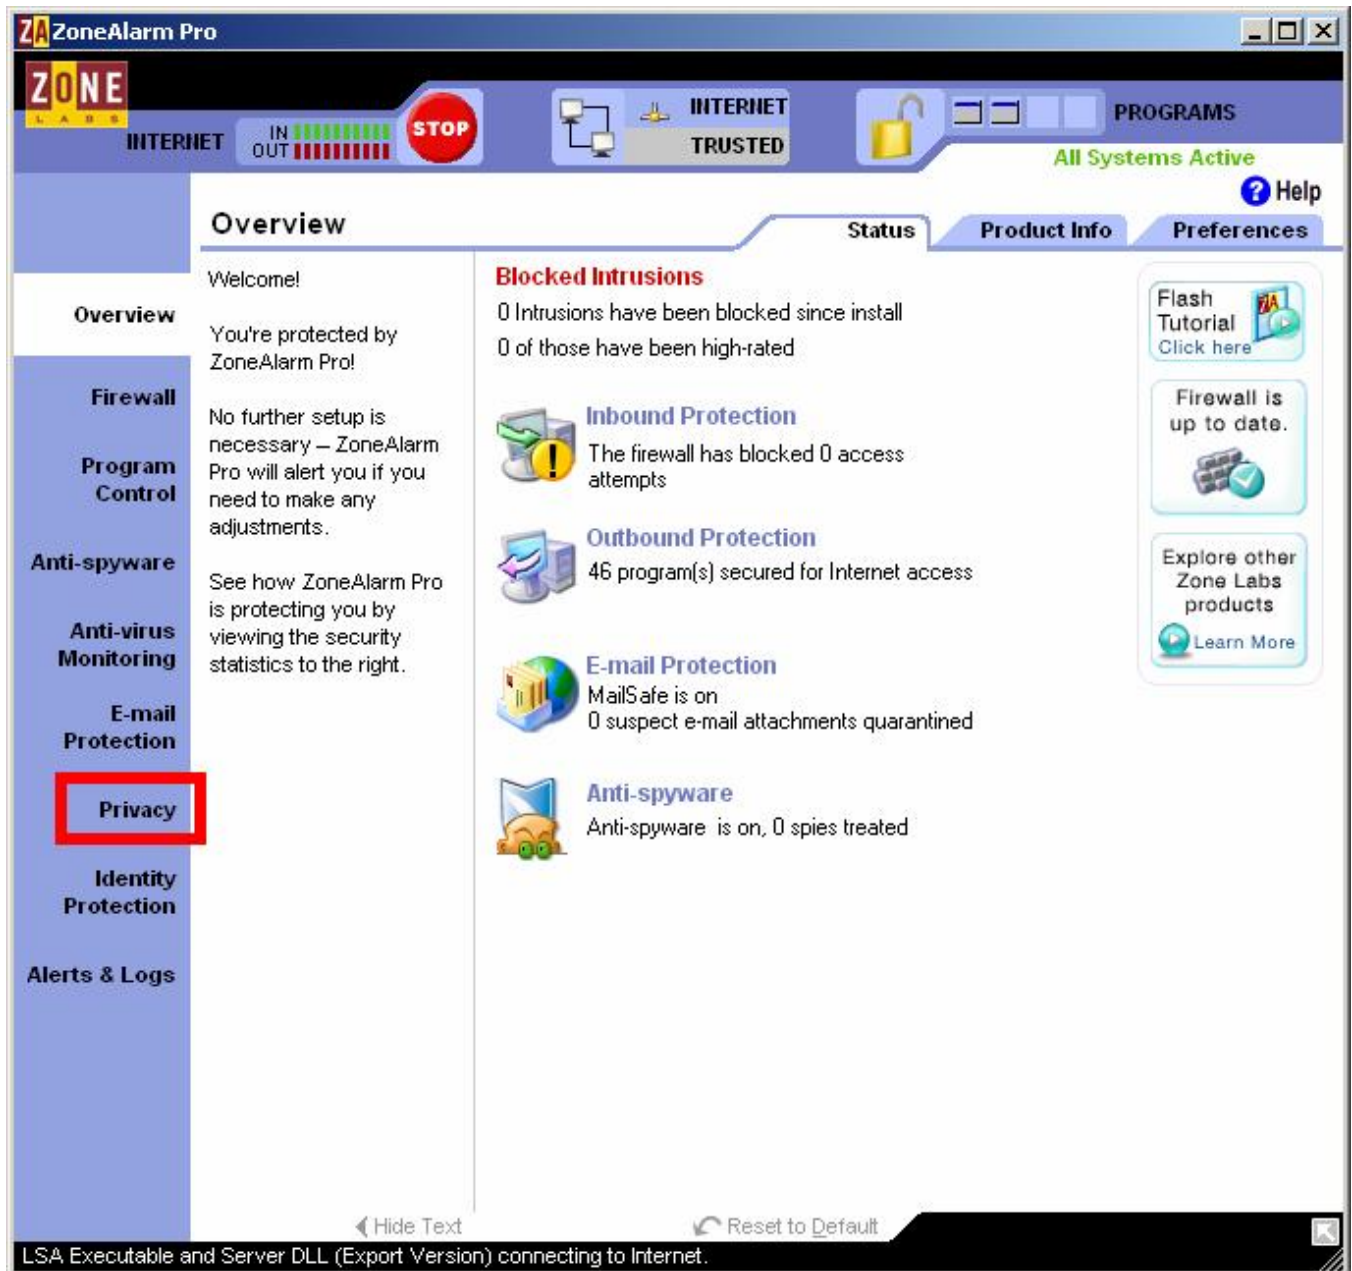 ZA ZoneAlarm Pro
ZONE
LABS
INTERNET
IN
OUT
STOP
INTERNET
TRUSTED
PROGRAMS
All Systems Active
? Help
Overview
Status
Product Info
Preferences
Overview
Firewall
Program
Control
Anti-spyware
Anti-virus
Monitoring
E-mail
Protection
Privacy
Identity
Protection
Alerts & Logs
Welcome!
You're protected by
ZoneAlarm Pro!
No further setup is
necessary – ZoneAlarm
Pro will alert you if you
need to make any
adjustments.
See how ZoneAlarm Pro
is protecting you by
viewing the security
statistics to the right.
Blocked Intrusions
0 Intrusions have been blocked since install
0 of those have been high-rated
Inbound Protection
The firewall has blocked 0 access
attempts
Outbound Protection
46 program(s) secured for Internet access
E-mail Protection
MailSafe is on
0 suspect e-mail attachments quarantined
Anti-spyware
Anti-spyware is on, 0 spies treated
Flash
Tutorial
Click here
ZA
Firewall is
up to date.
Explore other
Zone Labs
products
Learn More
Hide Text
Reset to Default
LSA Executable and Server DLL (Export Version) connecting to Internet.